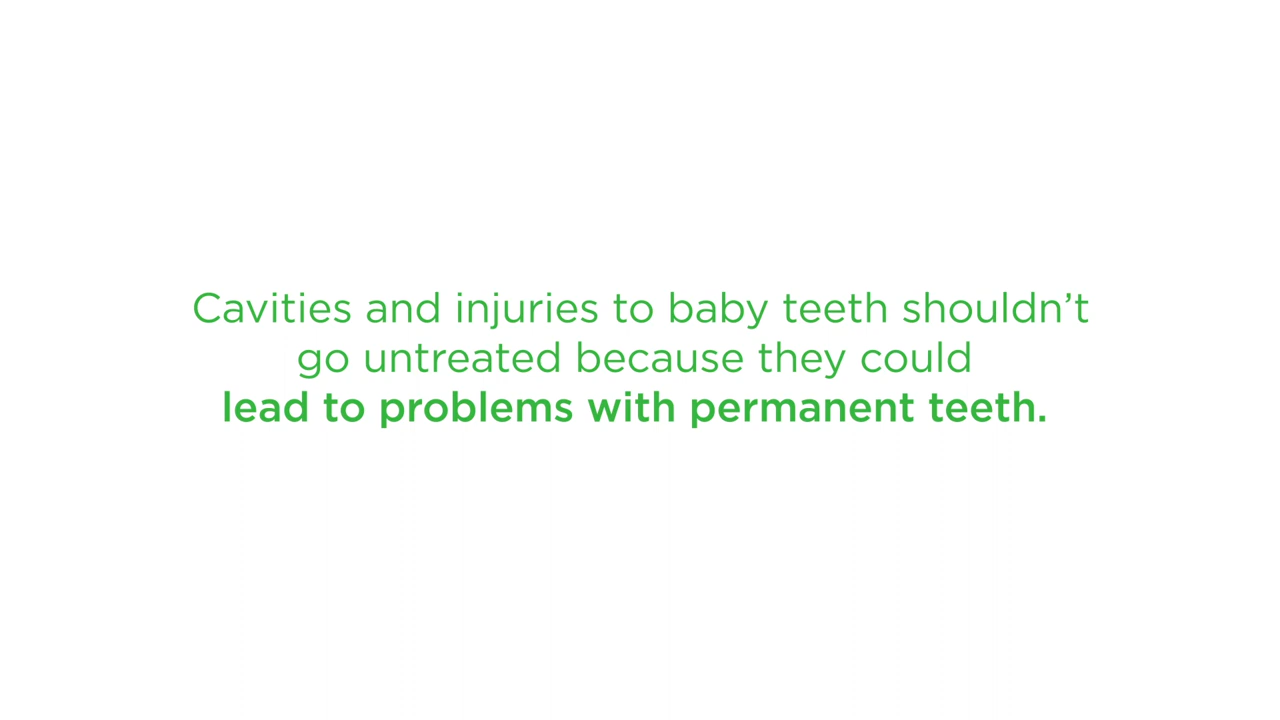 Cavities and injuries to baby teeth shouldn’t
go untreated because they could
lead to problems with permanent teeth.